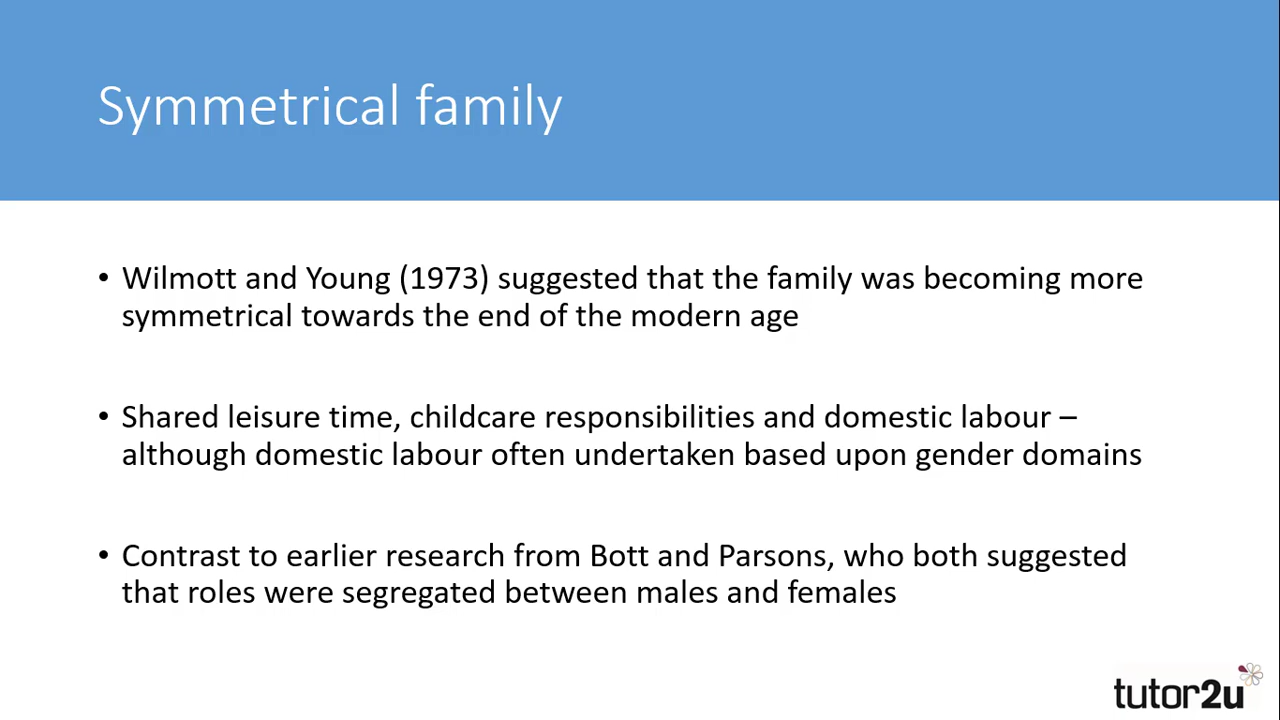 Symmetrical family
• Wilmott and Young (1973) suggested that the family was becoming more
symmetrical towards the end of the modern age
• Shared leisure time, childcare responsibilities and domestic labour –
although domestic labour often undertaken based upon gender domains
• Contrast to earlier research from Bott and Parsons, who both suggested
that roles were segregated between males and females
tutor2u